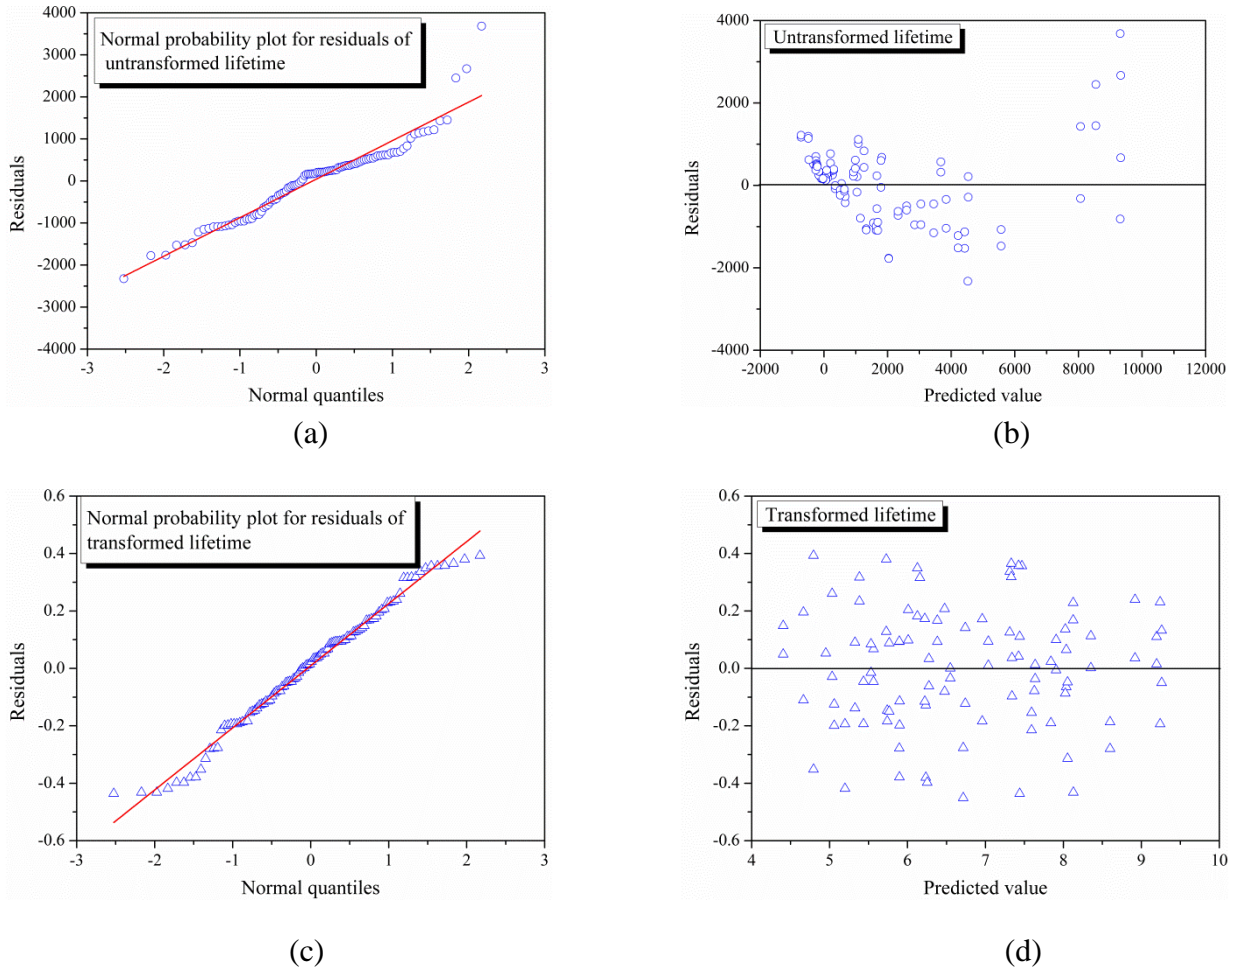 4000
3000
2000
1000
0
-1000
-2000
-3000
-4000
Residuals
Normal probability plot for residuals of
untransformed lifetime
-3 -2 -1 0 1 2 3
Normal quantiles
(a)
4000
2000
0
-2000
-4000
Residuals
Untransformed lifetime
-2000 0 2000 4000 6000 8000 10000 12000
Predicted value
(b)
0.6
0.4
0.2
0.0
-0.2
-0.4
-0.6
Residuals
Normal probability plot for residuals of
transformed lifetime
-3 -2 -1 0 1 2 3
Normal quantiles
(c)
0.6
0.4
0.2
0.0
-0.2
-0.4
-0.6
Residuals
Transformed lifetime
4 5 6 7 8 9 10
Predicted value
(d)